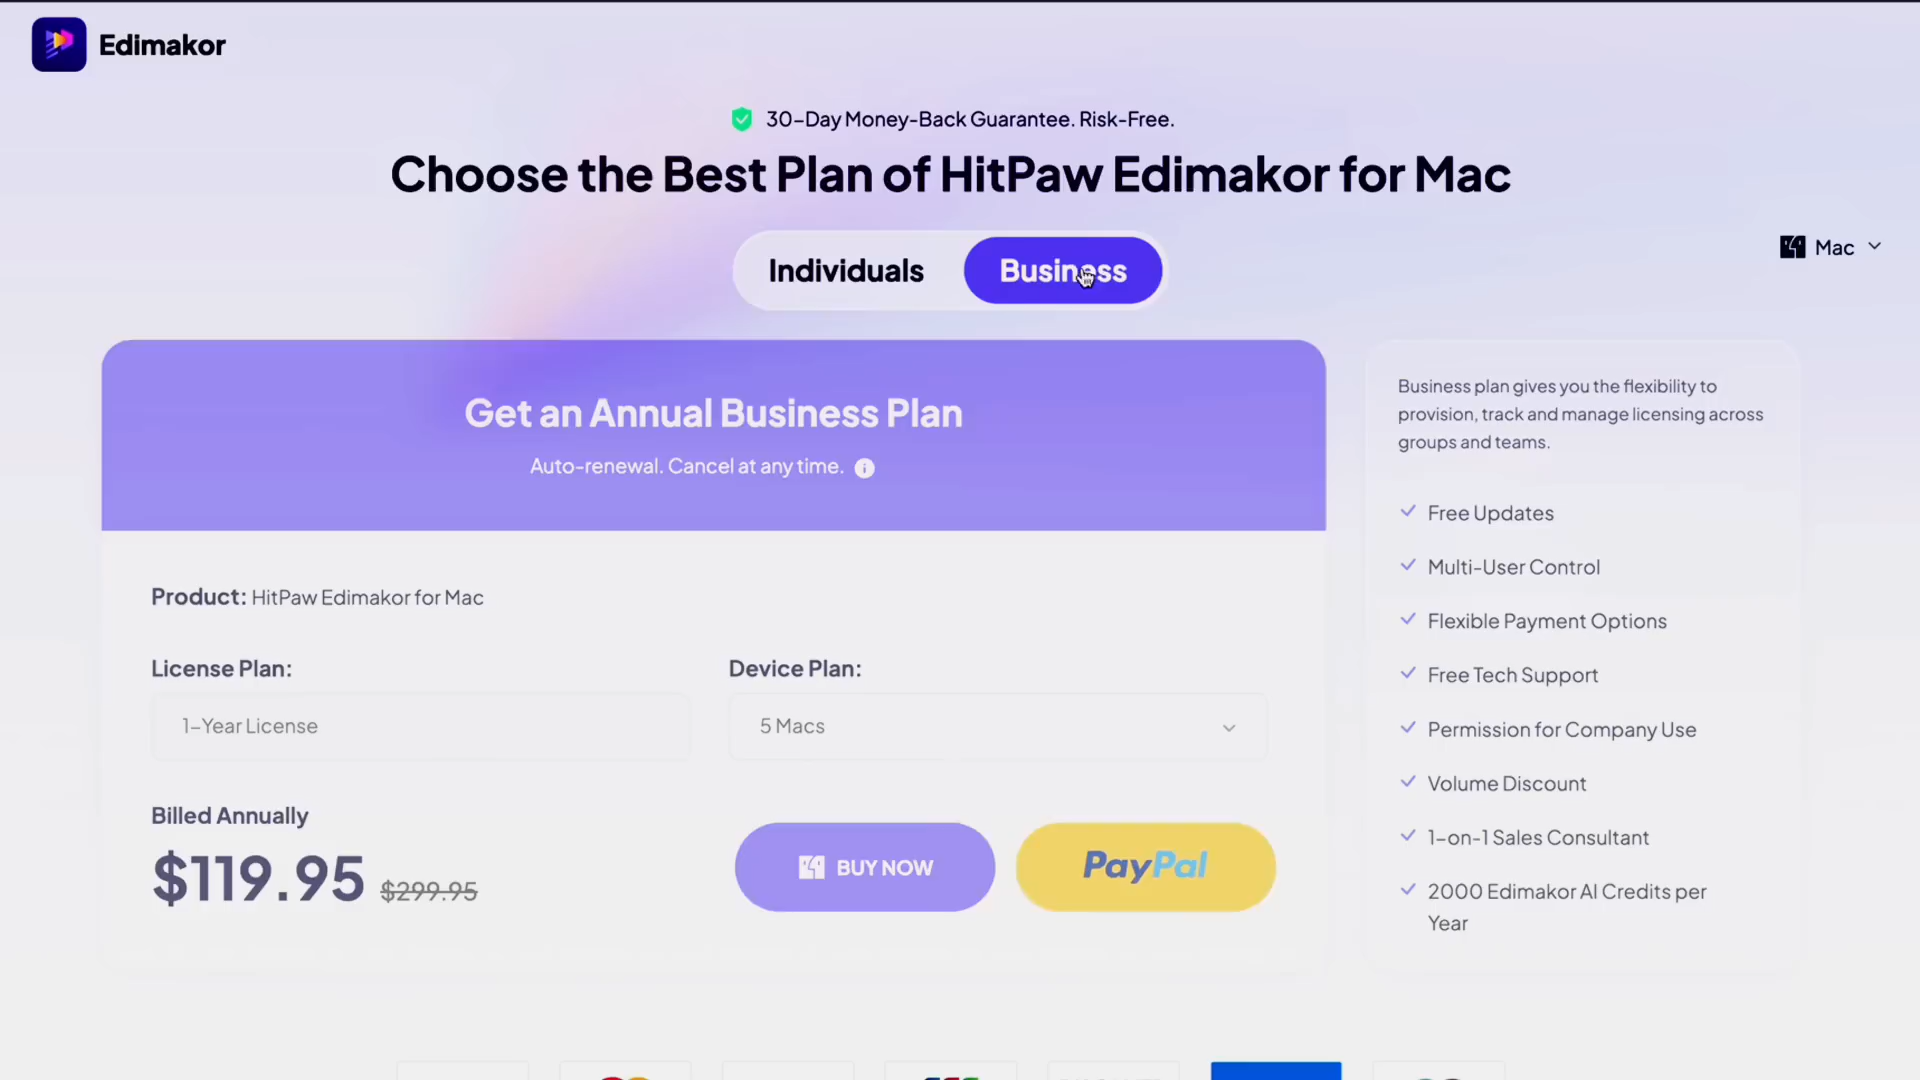 Edimakor
30-Day Money-Back Guarantee. Risk-Free.
Choose the Best Plan of HitPaw Edimakor for Mac
Individuals
Business
Mac
Get an Annual Business Plan
Auto-renewal. Cancel at any time.
Product: HitPaw Edimakor for Mac
License Plan:
Device Plan:
1-Year License
5 Macs
Billed Annually
$119.95 $299.95
BUY NOW
PayPal
Business plan gives you the flexibility to
provision, track and manage licensing across
groups and teams.
Free Updates
Multi-User Control
Flexible Payment Options
Free Tech Support
Permission for Company Use
Volume Discount
1-on-1 Sales Consultant
2000 Edimakor AI Credits per
Year